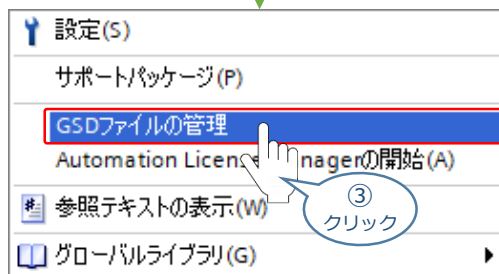 設定(S)
サポートパッケージ(P)
GSDファイルの管理
Automation License Managerの開始(A)
参照テキストの表示(W)
③
クリック
グローバルライブラリ(G)